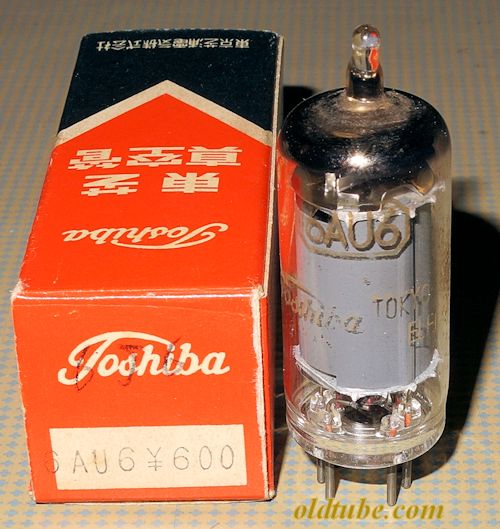 東京芝浦電気株式会社
東芝
真空管
Toshiba
Toshiba
6AU6 ¥600
6AU6
Toshiba
TOKYO
oldtube.com